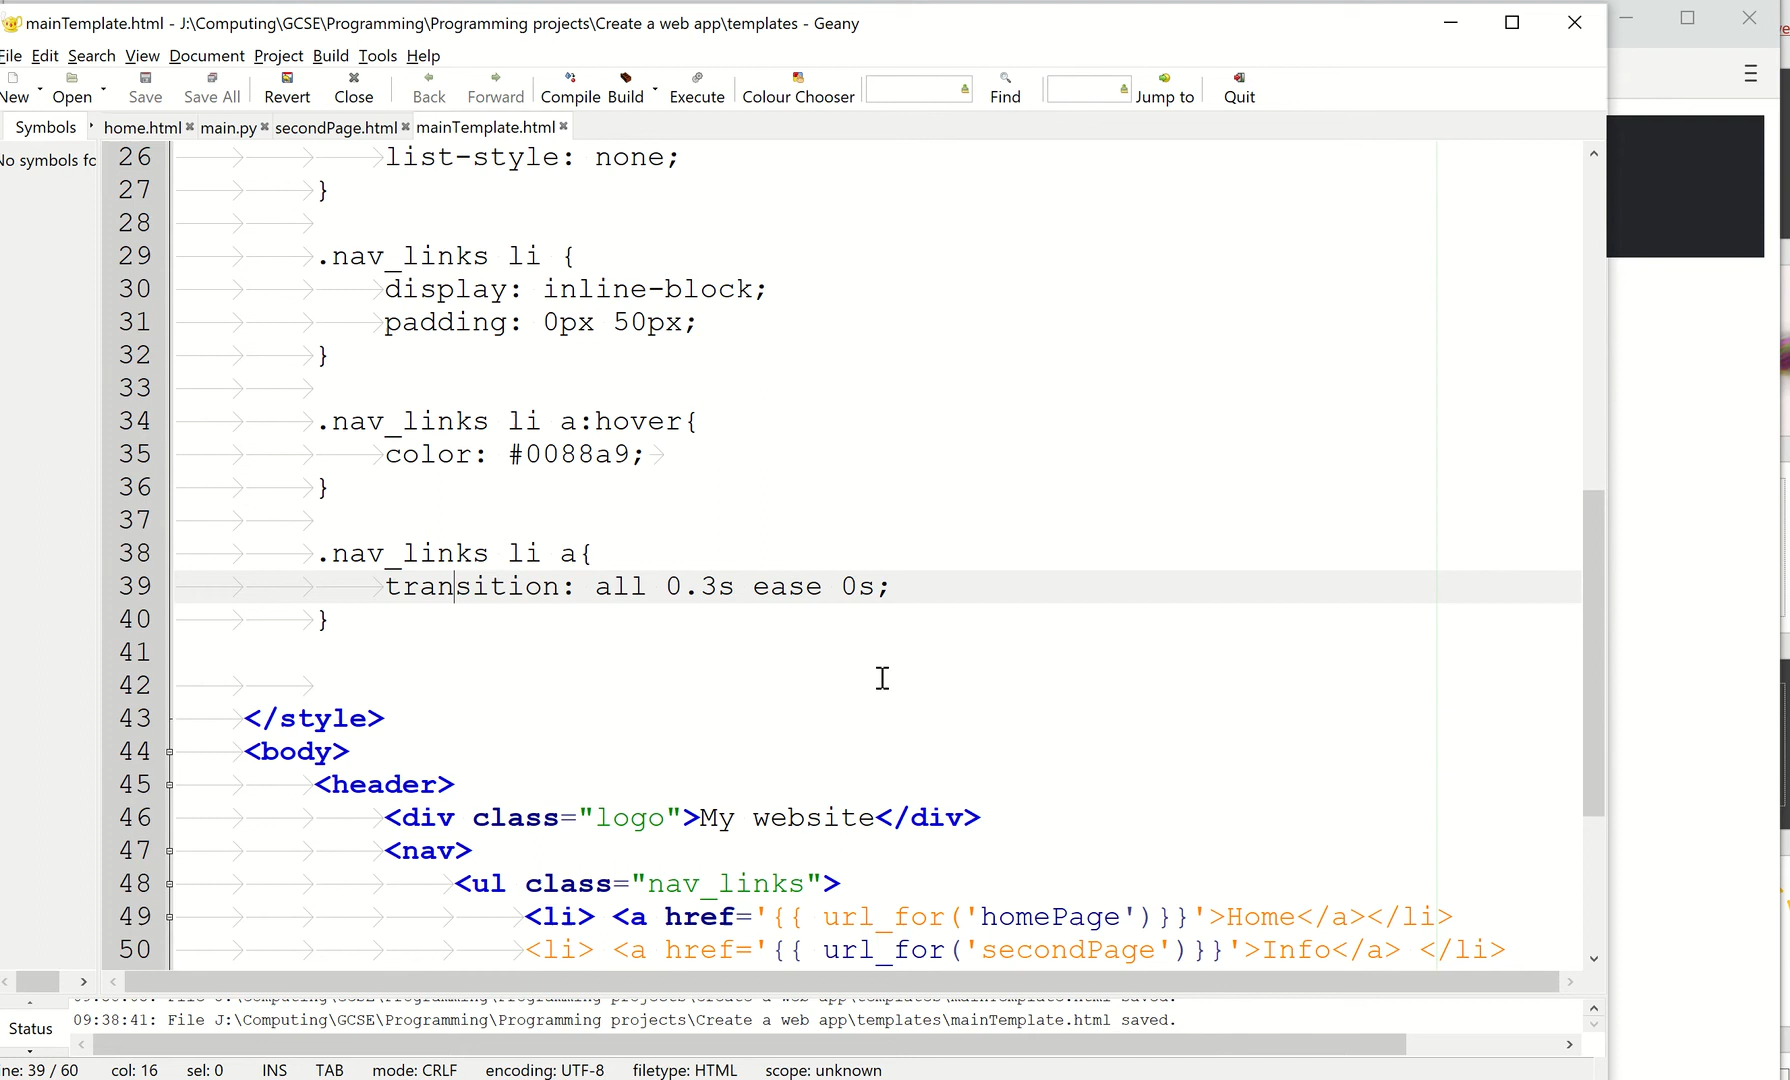 mainTemplate.html - J:\Computing\GCSE\Programming\Programming projects\Create a web app\templates - Geany
File Edit Search View Document Project Build Tools Help
New Open Save Save All Revert Close Back Forward Compile Build Execute Colour Chooser Find Jump to Quit
Symbols home.html main.py secondPage.html mainTemplate.html
No symbols fo
26 list-style: none;
27 }
28
29 .nav_links li {
30 display: inline-block;
31 padding: 0px 50px;
32 }
33
34 .nav_links li a:hover{
35 color: #0088a9;
36 }
37
38 .nav_links li a{
39 transition: all 0.3s ease 0s;
40 }
41
42
43 </style>
44 <body>
45 <header>
46 <div class="logo">My website</div>
47 <nav>
48 <ul class="nav_links">
49 <li> <a href='{{ url_for('homePage')}}'>Home</a></li>
50 <li> <a href='{{ url_for('secondPage')}}'>Info</a> </li>
Status
09:38:41: File J:\Computing\GCSE\Programming\Programming projects\Create a web app\templates\mainTemplate.html saved.
ine: 39 / 60 col: 16 sel: 0 INS TAB mode: CRLF encoding: UTF-8 filetype: HTML scope: unknown